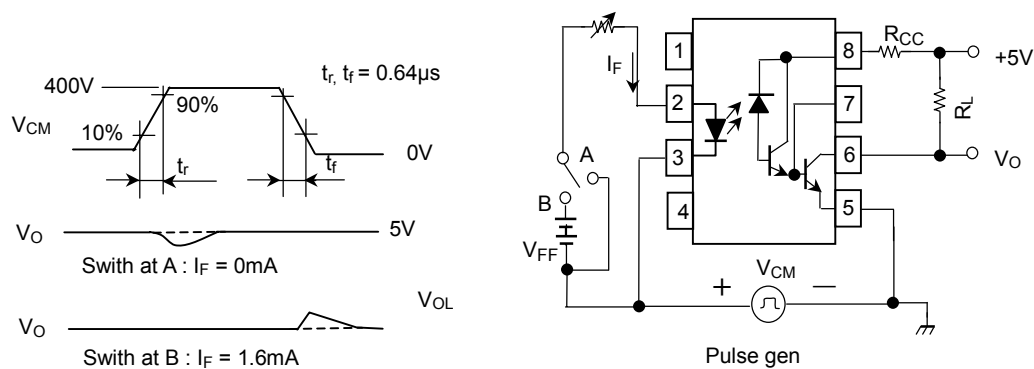 400V
90%
tr, tf = 0.64μs
VCM
10%
0V
tr
tf
VO
5V
Swith at A : IF = 0mA
VOL
VO
Swith at B : IF = 1.6mA
IF
A
B
VFF
1
2
3
4
8
7
6
5
RCC
+5V
RL
VO
VCM
+
−
Pulse gen